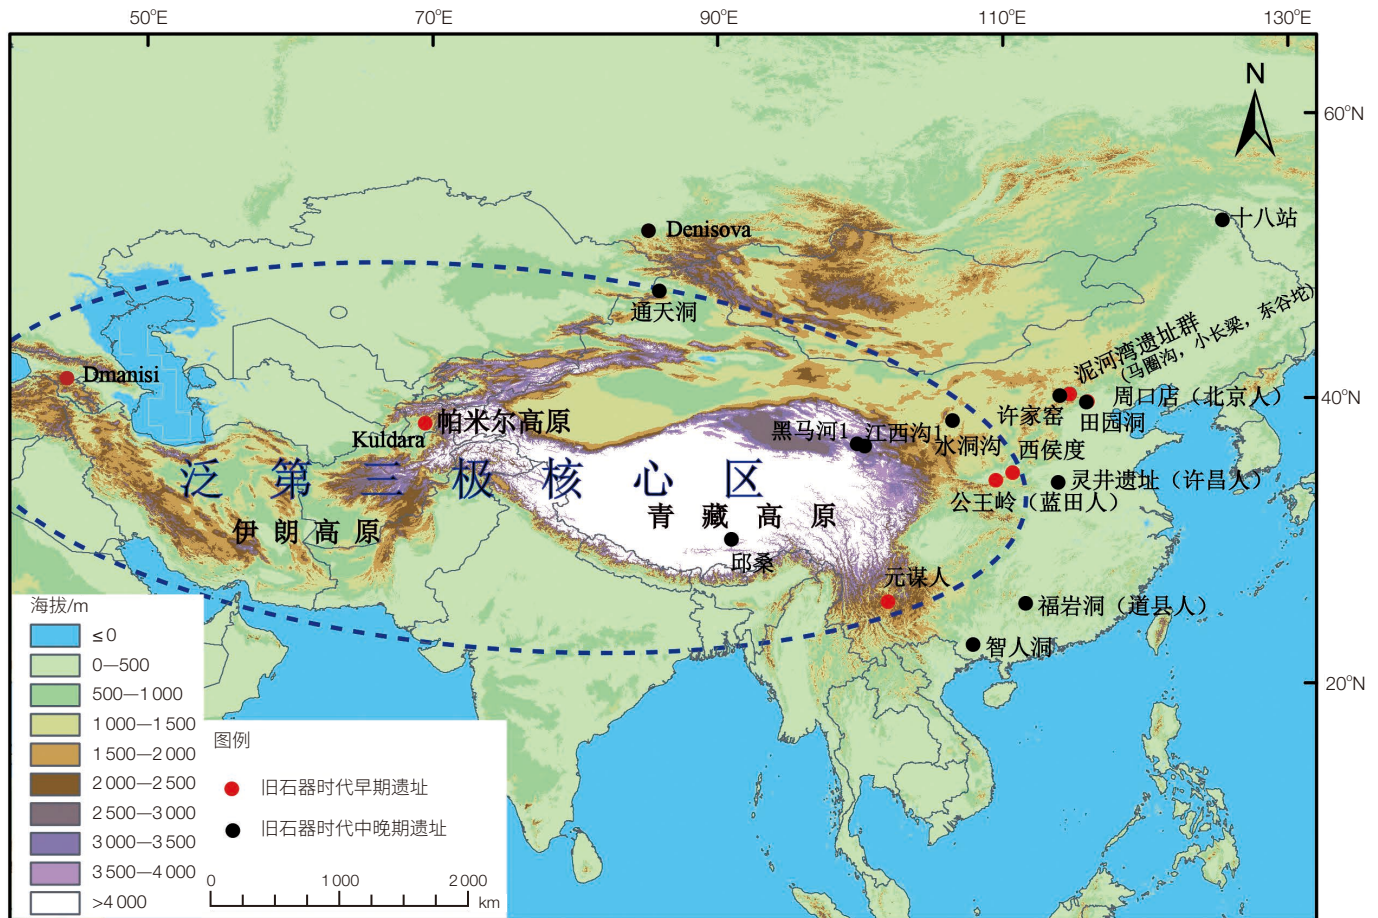 50°E
70°E
90°E
110°E
130°E
N
60°N
40°N
20°N
Denisova
十八站
通天洞
泥河湾遗址群
(马圈沟，小长梁，东谷坨)
Dmanisi
周口店（北京人）
许家窑
田园洞
Kuldara
帕米尔高原
黑马河1
江西沟1
水洞沟
西侯度
泛第三极核心区
灵井遗址（许昌人）
公王岭（蓝田人）
伊朗高原
青藏高原
邱桑
元谋人
福岩洞（道县人）
智人洞
海拔/m
≤0
0—500
500—1 000
1 000—1 500
1 500—2 000
2 000—2 500
2 500—3 000
3 000—3 500
3 500—4 000
>4 000
图例
旧石器时代早期遗址
旧石器时代中晚期遗址
0 1 000 2 000
km